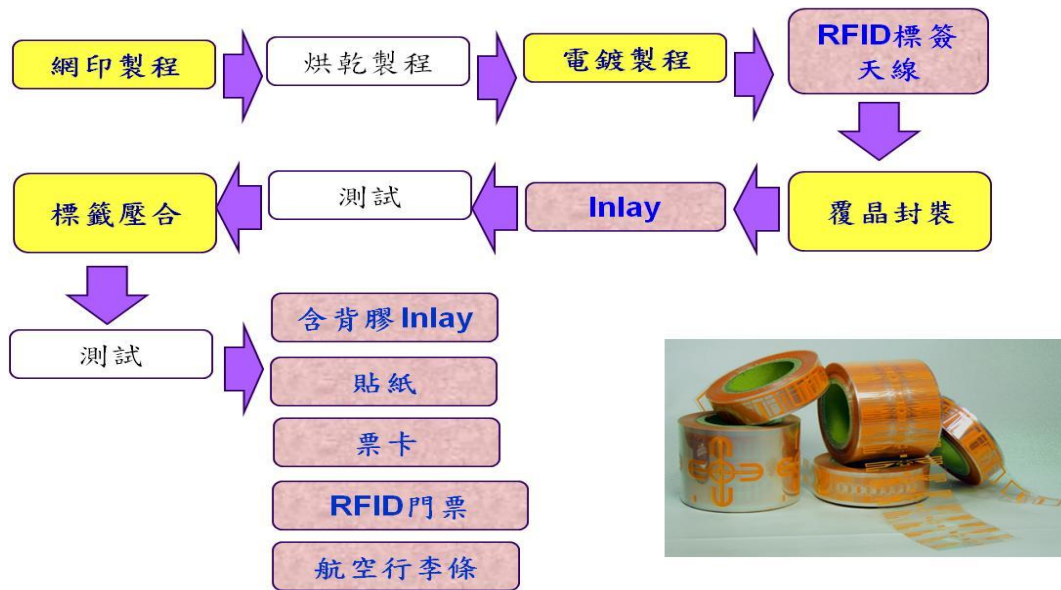 網印製程
烘乾製程
電鍍製程
RFID標簽
天線
覆晶封裝
Inlay
測試
標籤壓合
測試
含背膠Inlay
貼紙
票卡
RFID門票
航空行李條